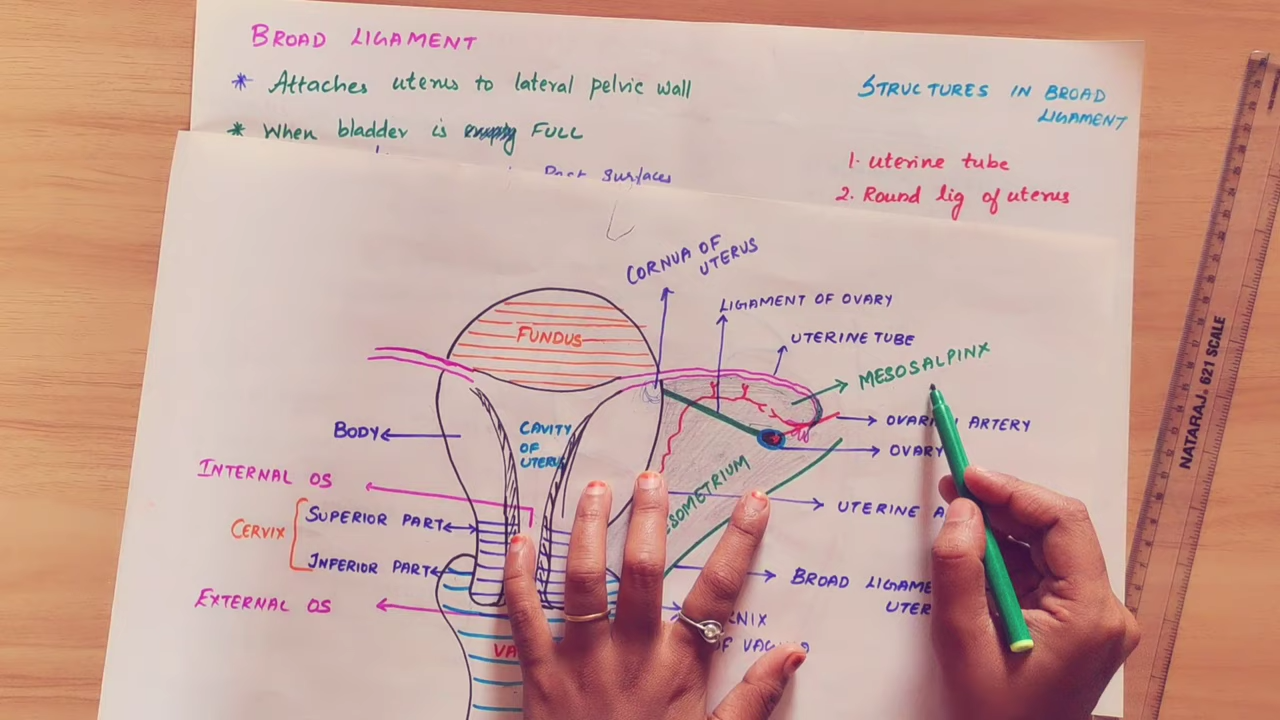 BROAD LIGAMENT
* Attaches uterus to lateral pelvic wall
* When bladder is FULL
surfaces
STRUCTURES IN BROAD
LIGAMENT
1. uterine tube
2. Round lig of uterus
CORNUA OF
UTERUS
LIGAMENT OF OVARY
UTERINE TUBE
MESOSALPINX
FUNDUS
OVARY
ARTERY
BODY
CAVITY
OF
UTERUS
INTERNAL OS
CERVIX
SUPERIOR PART
INFERIOR PART
EXTERNAL OS
UTERINE
BROAD
OF
NATARAJ 621 SCALE